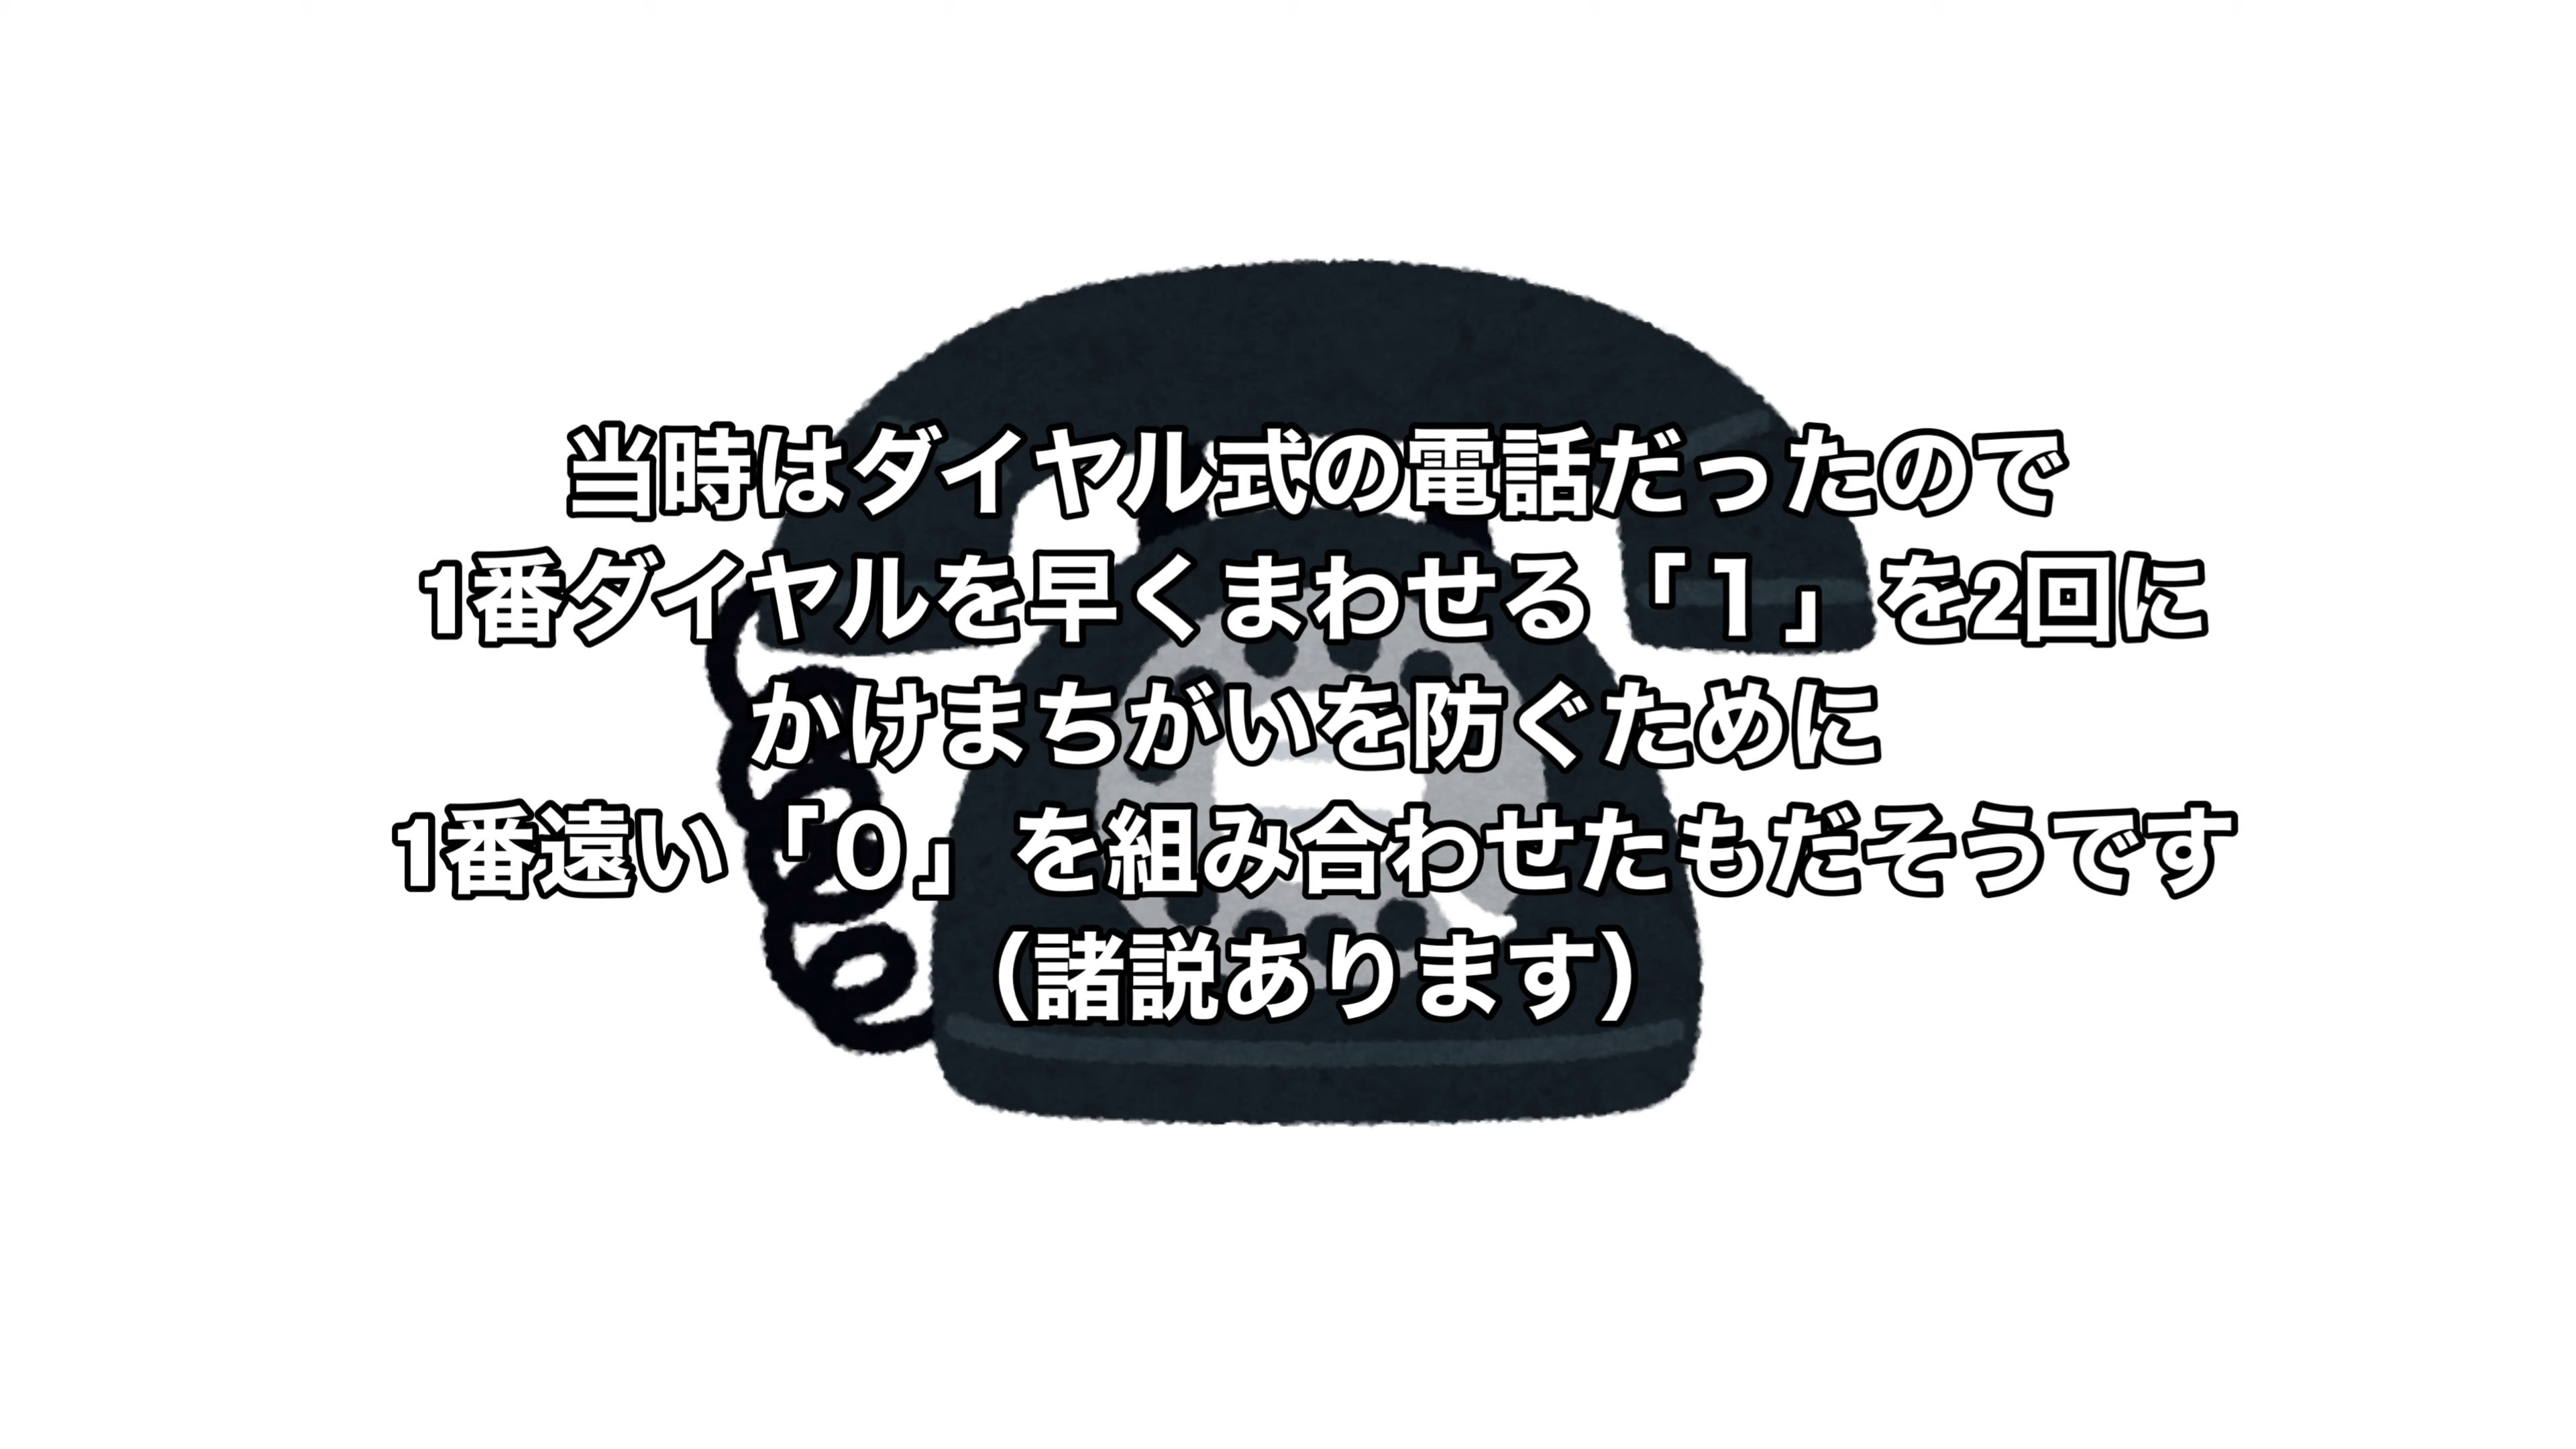 当時はダイヤル式の電話だったので
1番ダイヤルを早くまわせる「１」を2回に
かけまちがいを防ぐために
1番遠い「０」を組み合わせたもだそうです
（諸説あります）